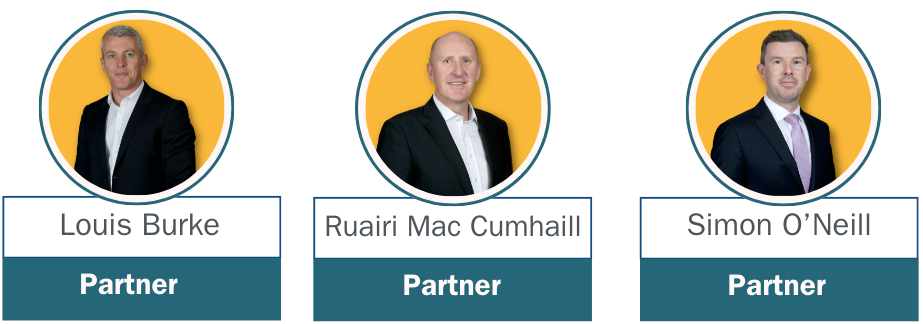 Louis Burke
Partner
Ruairi Mac Cumhaill
Partner
Simon O’Neill
Partner